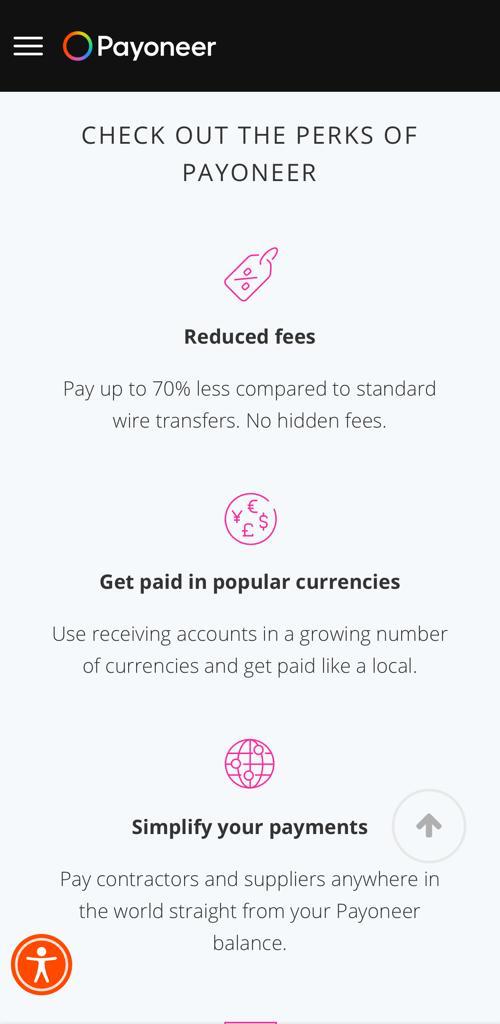 Payoneer
CHECK OUT THE PERKS OF
PAYONEER
Reduced fees
Pay up to 70% less compared to standard
wire transfers. No hidden fees.
¥ € $ £
Get paid in popular currencies
Use receiving accounts in a growing number
of currencies and get paid like a local.
Simplify your payments
Pay contractors and suppliers anywhere in
the world straight from your Payoneer
balance.